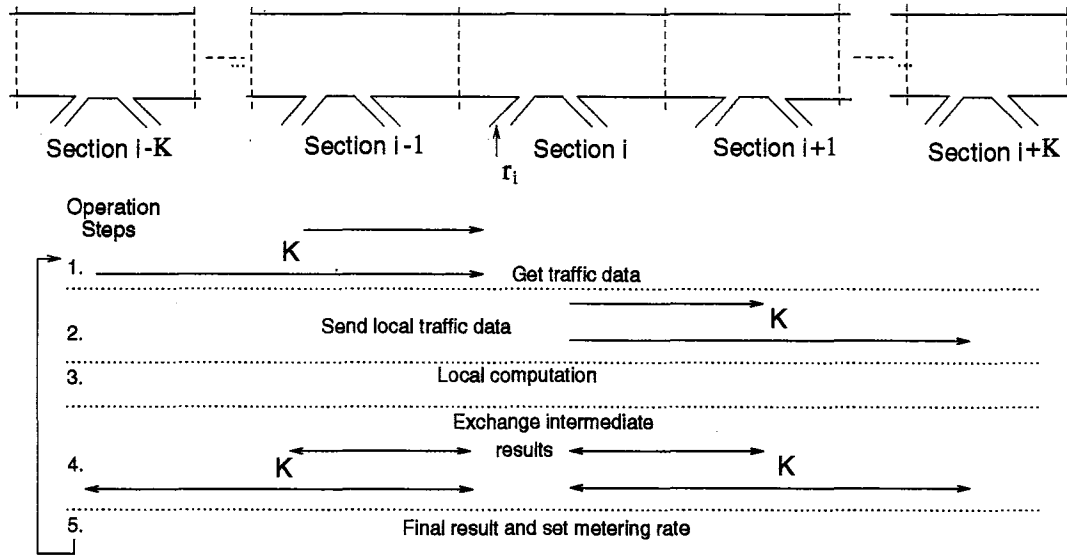 ...
...
Section i-K
Section i-1
Section i
Section i+1
Section i+K
rᵢ
Operation
Steps
K
1.
Get traffic data
2.
Send local traffic data
K
3.
Local computation
Exchange intermediate
results
4.
K
K
5.
Final result and set metering rate